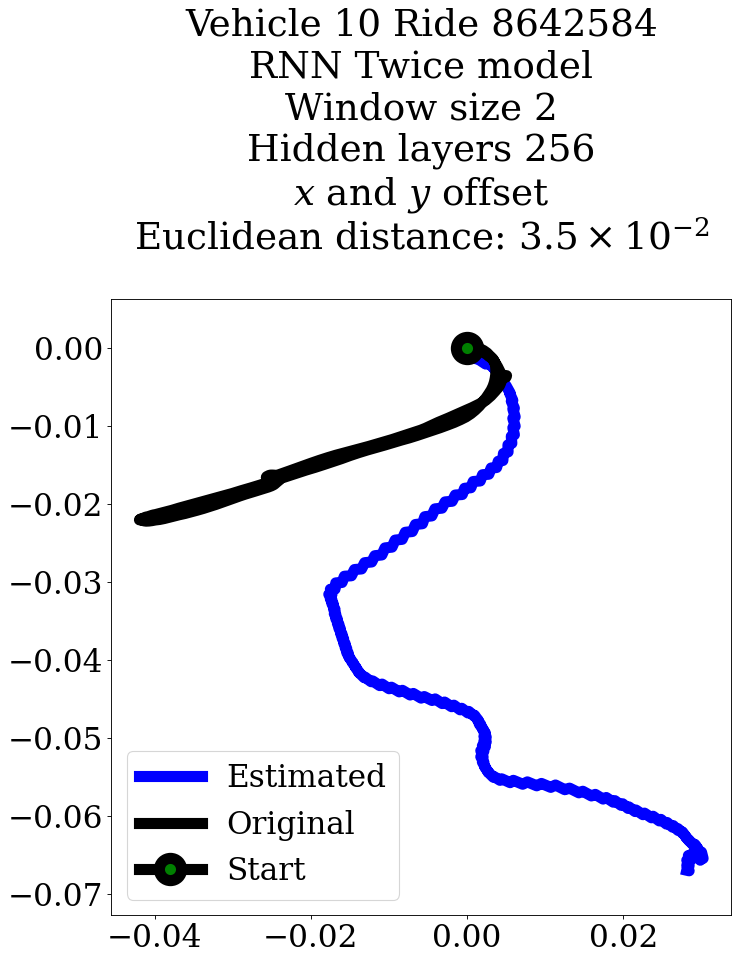 Vehicle 10 Ride 8642584
RNN Twice model
Window size 2
Hidden layers 256
x and y offset
Euclidean distance: 3.5 × 10⁻²
0.00
−0.01
−0.02
−0.03
−0.04
−0.05
−0.06
−0.07
Estimated
Original
Start
−0.04 −0.02 0.00 0.02